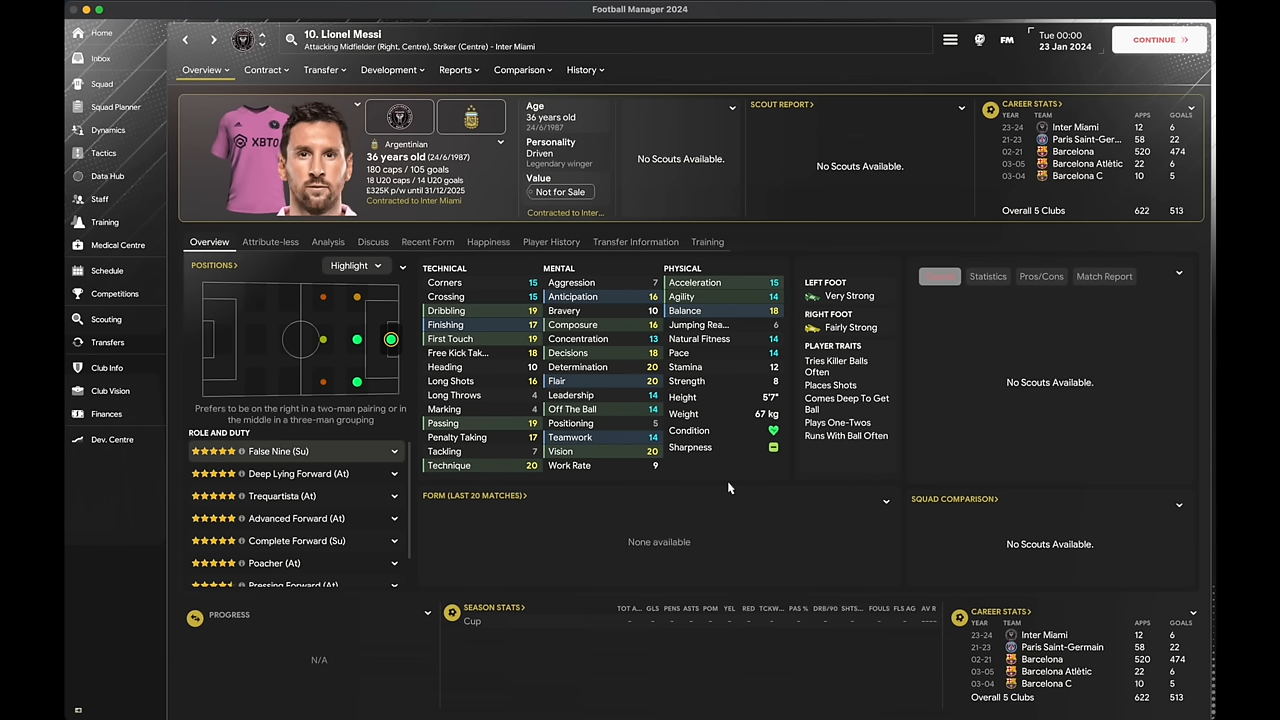 Football Manager 2024
Home
Inbox
Squad
Squad Planner
Dynamics
Tactics
Data Hub
Staff
Training
Medical Centre
Schedule
Competitions
Scouting
Transfers
Club Info
Club Vision
Finances
Dev. Centre
10. Lionel Messi
Attacking Midfielder (Right, Centre), Striker (Centre) - Inter Miami
FM
Tue 00:00
23 Jan 2024
CONTINUE
Overview
Contract
Transfer
Development
Reports
Comparison
History
XBTO
Argentinian
36 years old (24/6/1987)
180 caps / 105 goals
18 U20 caps / 14 U20 goals
£325K p/w until 31/12/2025
Contracted to Inter Miami
Age
36 years old
24/6/1987
Personality
Driven
Legendary winger
Value
Not for Sale
Contracted to Inter...
No Scouts Available.
SCOUT REPORT>
No Scouts Available.
CAREER STATS>
YEAR TEAM APPS GOALS
23-24 Inter Miami 12 6
21-23 Paris Saint-Ger... 58 22
02-21 Barcelona 520 474
03-05 Barcelona Atlètic 22 6
03-04 Barcelona C 10 5
Overall 5 Clubs 622 513
Overview
Attribute-less
Analysis
Discuss
Recent Form
Happiness
Player History
Transfer Information
Training
POSITIONS>
Highlight
Prefers to be on the right in a two-man pairing or in
the middle in a three-man grouping
ROLE AND DUTY
False Nine (Su)
Deep Lying Forward (At)
Trequartista (At)
Advanced Forward (At)
Complete Forward (Su)
Poacher (At)
Pressing Forward (At)
TECHNICAL
Corners 15
Crossing 15
Dribbling 19
Finishing 17
First Touch 19
Free Kick Tak... 18
Heading 10
Long Shots 16
Long Throws 4
Marking 4
Passing 19
Penalty Taking 17
Tackling 7
Technique 20
MENTAL
Aggression 7
Anticipation 16
Bravery 10
Composure 16
Concentration 13
Decisions 18
Determination 20
Flair 20
Leadership 14
Off The Ball 14
Positioning 5
Teamwork 14
Vision 20
Work Rate 9
PHYSICAL
Acceleration 15
Agility 14
Balance 18
Jumping Rea... 6
Natural Fitness 14
Pace 14
Stamina 12
Strength 8
Height 5'7"
Weight 67 kg
Condition
Sharpness
LEFT FOOT
Very Strong
RIGHT FOOT
Fairly Strong
PLAYER TRAITS
Tries Killer Balls
Often
Places Shots
Comes Deep To Get
Ball
Plays One-Twos
Runs With Ball Often
Statistics
Pros/Cons
Match Report
No Scouts Available.
FORM (LAST 20 MATCHES)>
None available
SQUAD COMPARISON>
No Scouts Available.
PROGRESS
N/A
SEASON STATS>
TOT A... GLS PENS ASTS POM YEL RED TCKW... PAS % DRB/90 SHTS... FOULS FLS AG AV R
Cup - - - - - - - - - - - - - ----
CAREER STATS>
YEAR TEAM APPS GOALS
23-24 Inter Miami 12 6
21-23 Paris Saint-Germain 58 22
02-21 Barcelona 520 474
03-05 Barcelona Atlètic 22 6
03-04 Barcelona C 10 5
Overall 5 Clubs 622 513